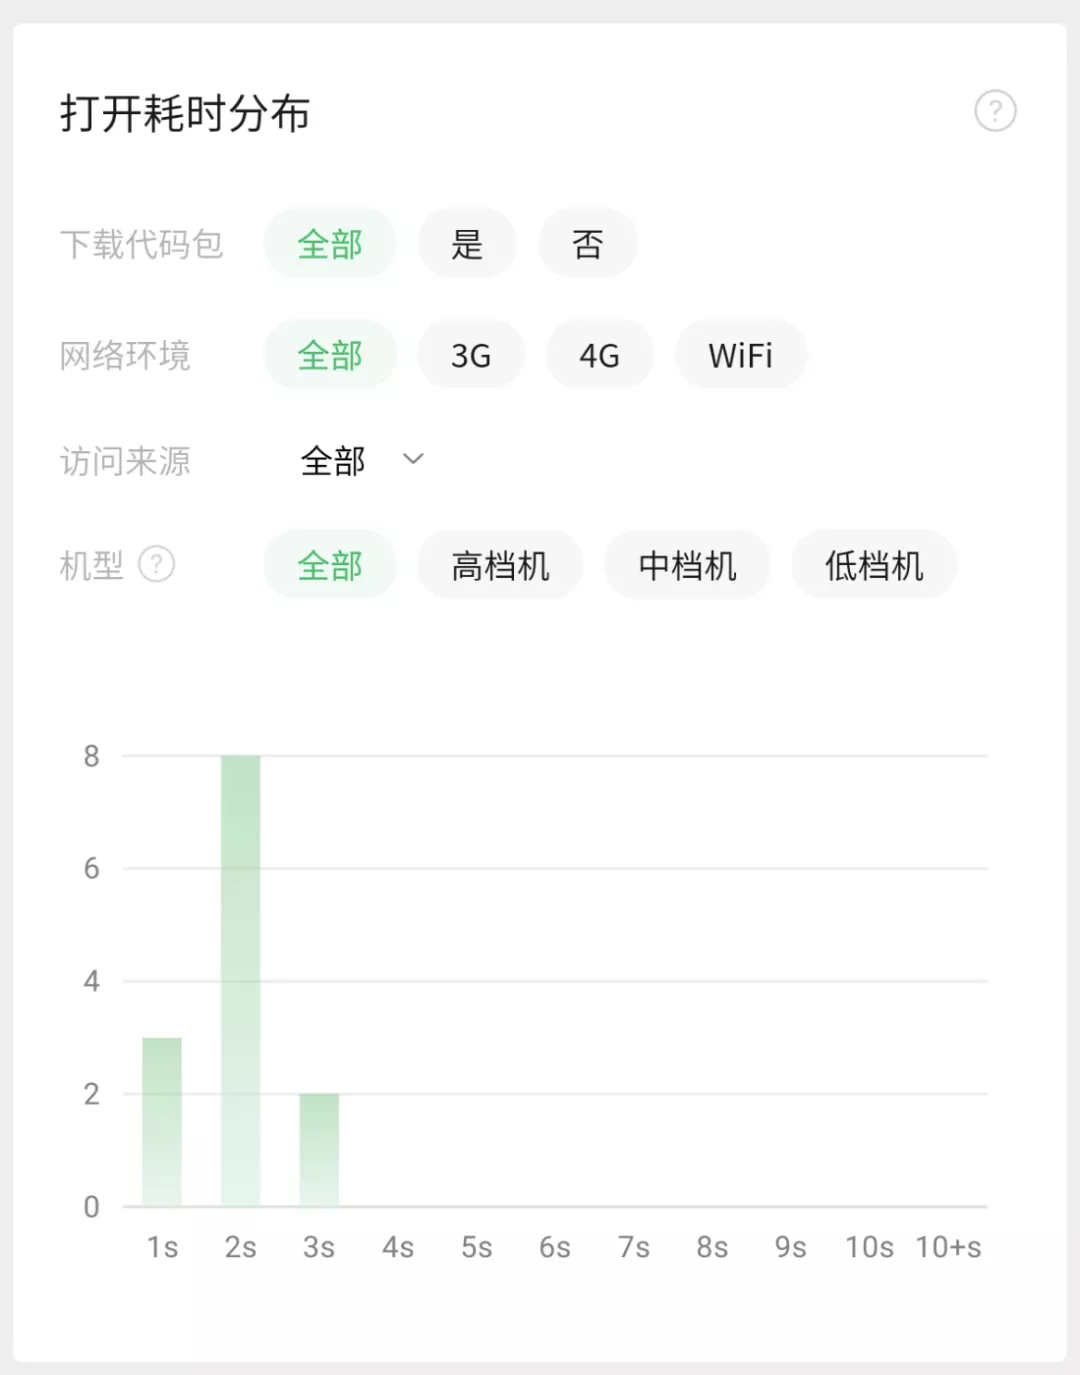 打开耗时分布 ?
下载代码包 全部 是 否
网络环境 全部 3G 4G WiFi
访问来源 全部
机型 ? 全部 高档机 中档机 低档机
8
6
4
2
0
1s 2s 3s 4s 5s 6s 7s 8s 9s 10s 10+s